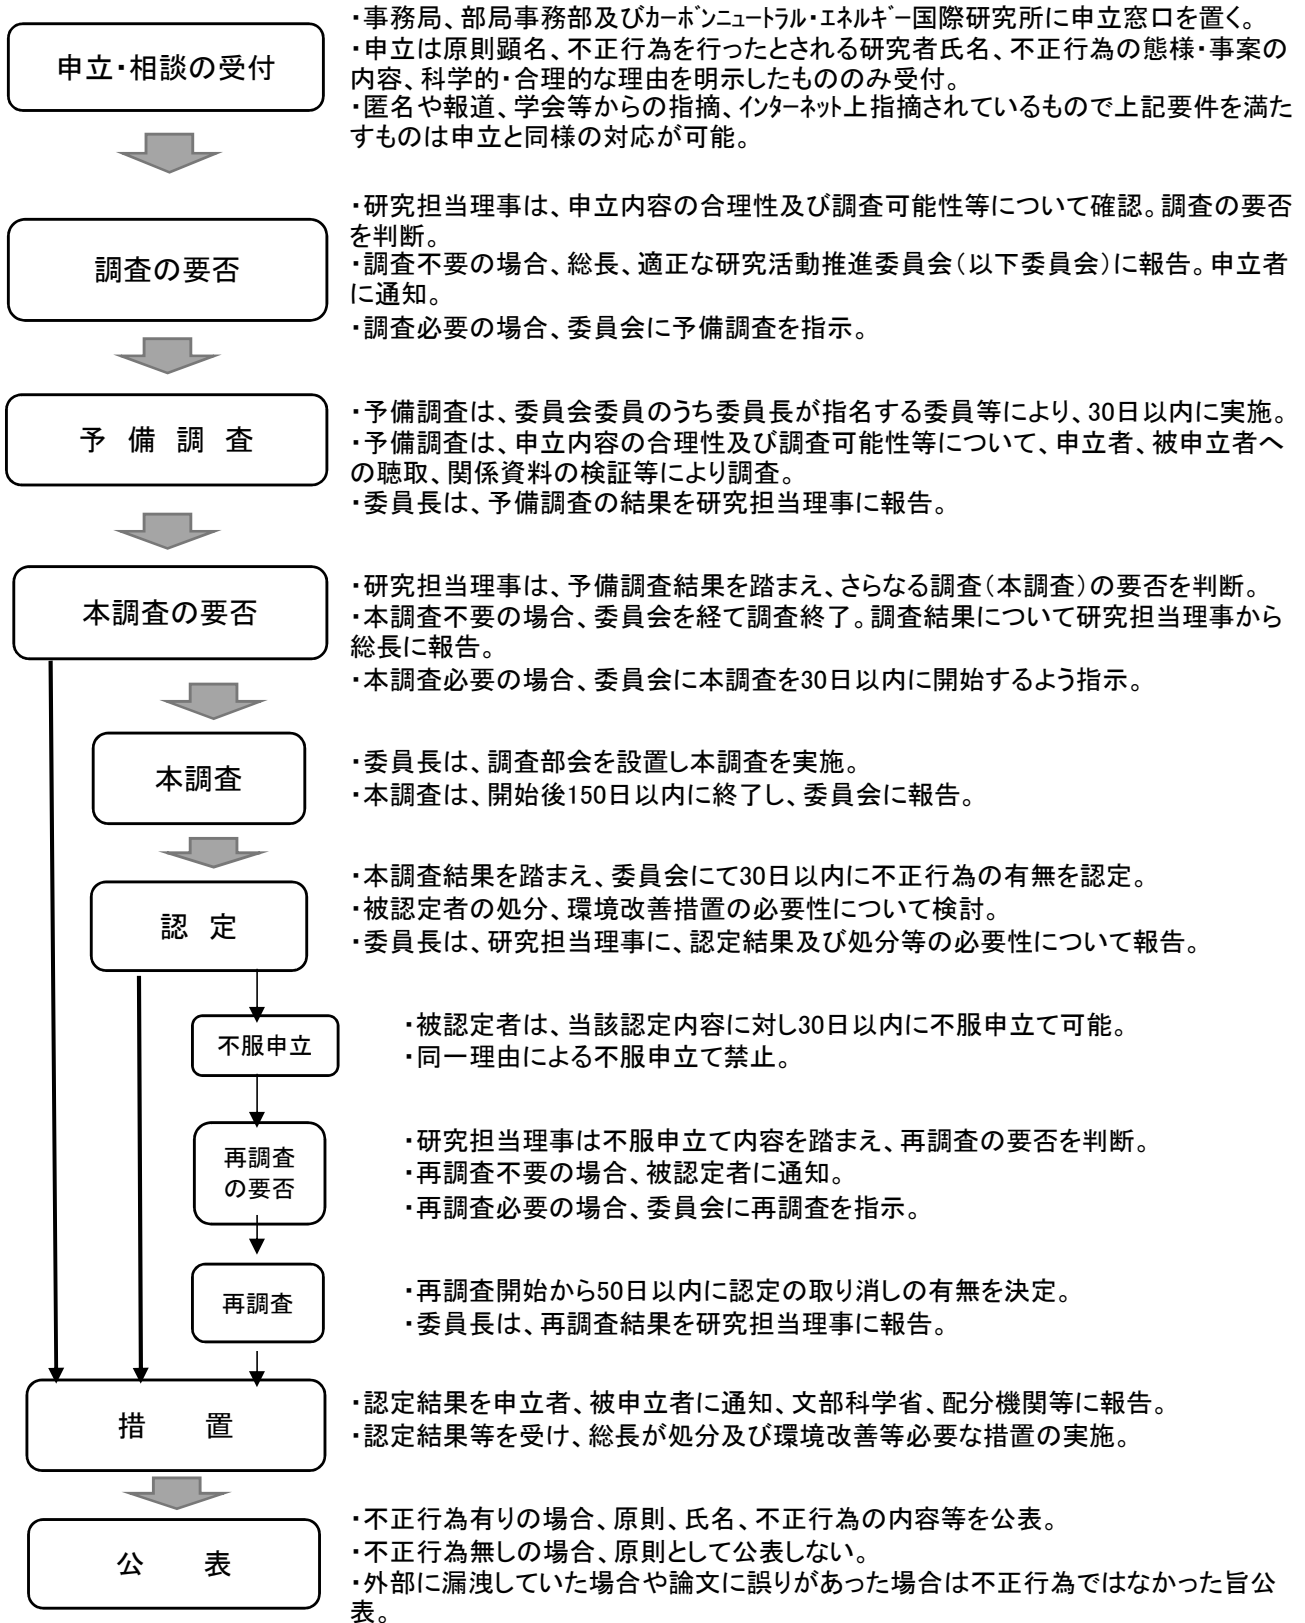 申立・相談の受付
・事務局、部局事務部及びｶｰﾎﾞﾝﾆｭｰﾄﾗﾙ・ｴﾈﾙｷﾞｰ国際研究所に申立窓口を置く。
・申立は原則顕名、不正行為を行ったとされる研究者氏名、不正行為の態様・事案の
内容、科学的・合理的な理由を明示したもののみ受付。
・匿名や報道、学会等からの指摘、ｲﾝﾀｰﾈｯﾄ上指摘されているもので上記要件を満た
すものは申立と同様の対応が可能。
調査の要否
・研究担当理事は、申立内容の合理性及び調査可能性等について確認。調査の要否
を判断。
・調査不要の場合、総長、適正な研究活動推進委員会（以下委員会）に報告。申立者
に通知。
・調査必要の場合、委員会に予備調査を指示。
予 備 調 査
・予備調査は、委員会委員のうち委員長が指名する委員等により、30日以内に実施。
・予備調査は、申立内容の合理性及び調査可能性等について、申立者、被申立者へ
の聴取、関係資料の検証等により調査。
・委員長は、予備調査の結果を研究担当理事に報告。
本調査の要否
・研究担当理事は、予備調査結果を踏まえ、さらなる調査（本調査）の要否を判断。
・本調査不要の場合、委員会を経て調査終了。調査結果について研究担当理事から
総長に報告。
・本調査必要の場合、委員会に本調査を30日以内に開始するよう指示。
本調査
・委員長は、調査部会を設置し本調査を実施。
・本調査は、開始後150日以内に終了し、委員会に報告。
認 定
・本調査結果を踏まえ、委員会にて30日以内に不正行為の有無を認定。
・被認定者の処分、環境改善措置の必要性について検討。
・委員長は、研究担当理事に、認定結果及び処分等の必要性について報告。
不服申立
・被認定者は、当該認定内容に対し30日以内に不服申立て可能。
・同一理由による不服申立て禁止。
再調査
の要否
・研究担当理事は不服申立て内容を踏まえ、再調査の要否を判断。
・再調査不要の場合、被認定者に通知。
・再調査必要の場合、委員会に再調査を指示。
再調査
・再調査開始から50日以内に認定の取り消しの有無を決定。
・委員長は、再調査結果を研究担当理事に報告。
措 置
・認定結果を申立者、被申立者に通知、文部科学省、配分機関等に報告。
・認定結果等を受け、総長が処分及び環境改善等必要な措置の実施。
公 表
・不正行為有りの場合、原則、氏名、不正行為の内容等を公表。
・不正行為無しの場合、原則として公表しない。
・外部に漏洩していた場合や論文に誤りがあった場合は不正行為ではなかった旨公
表。